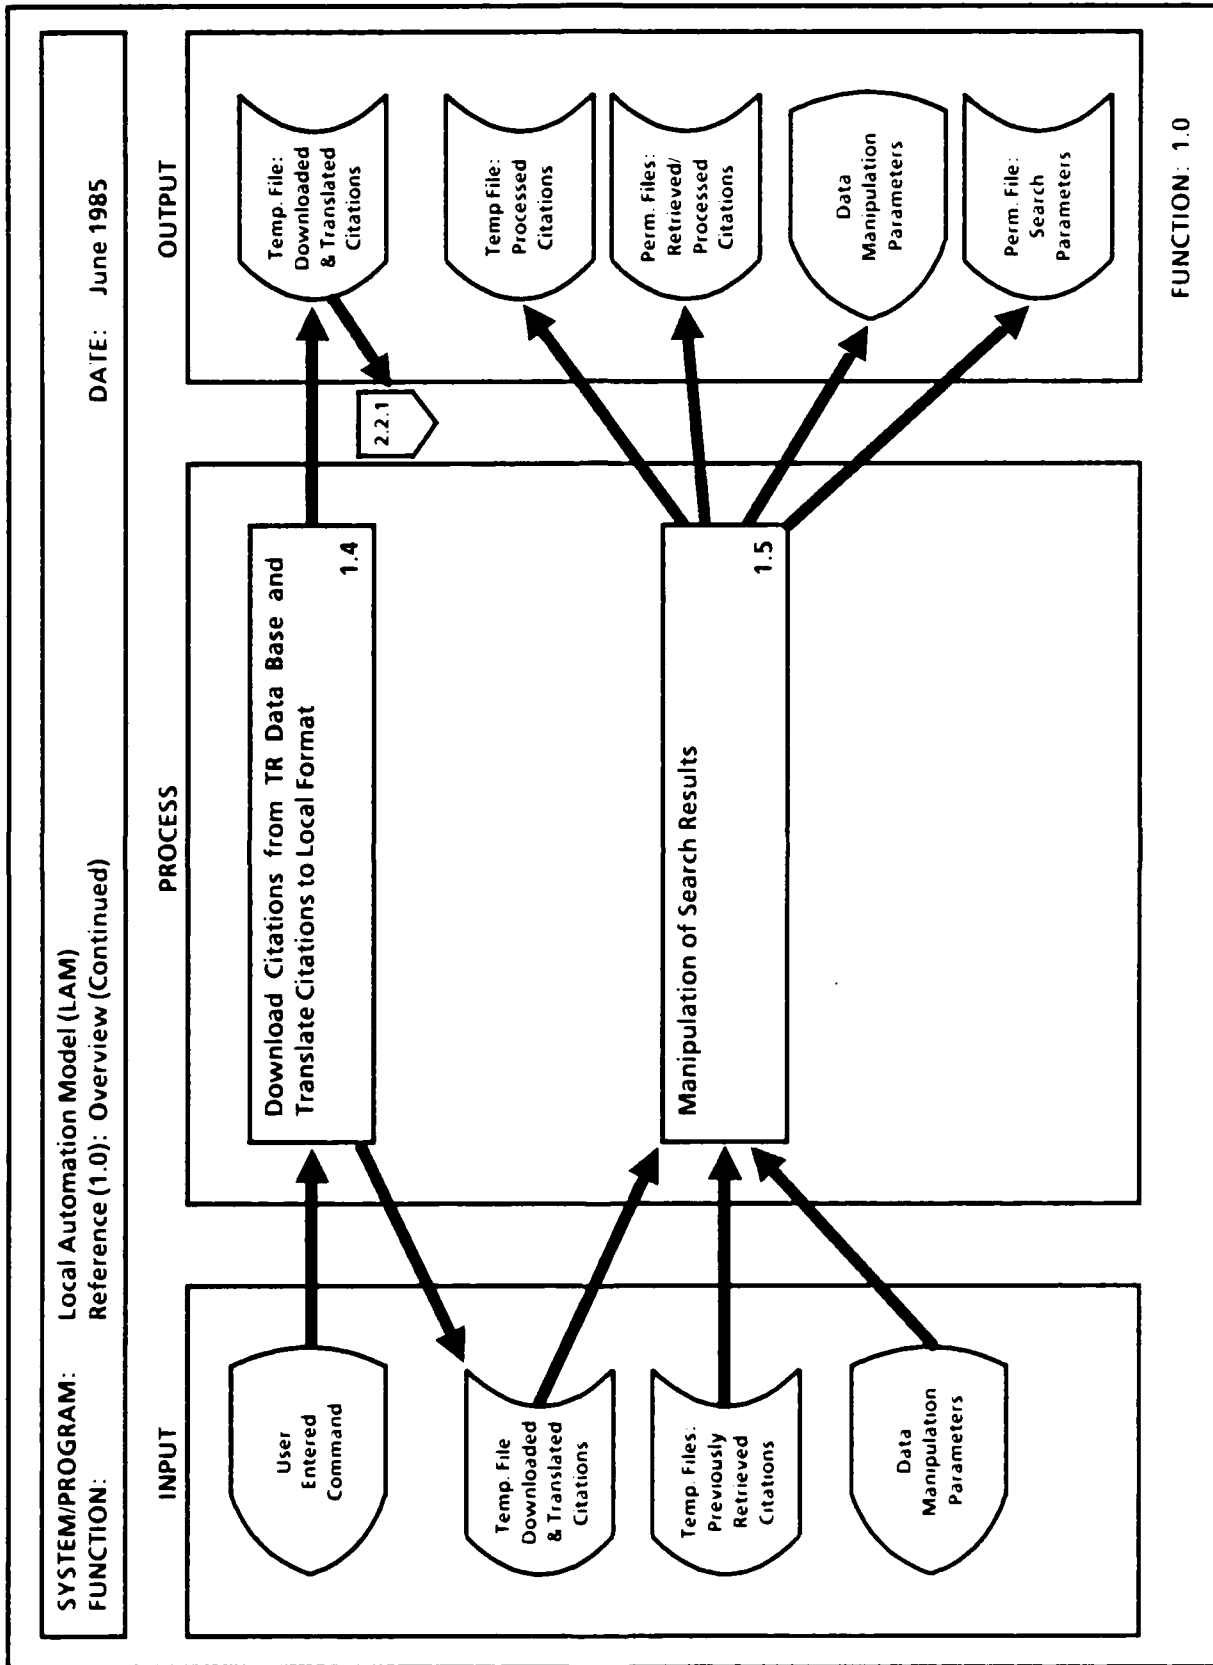 SYSTEM/PROGRAM: Local Automation Model (LAM) DATE: June 1985
FUNCTION: Reference (1.0): Overview (Continued)
INPUT
PROCESS
OUTPUT
User
Entered
Command
Temp. File
Downloaded
& Translated
Citations
Temp. Files:
Previously
Retrieved
Citations
Data
Manipulation
Parameters
Download Citations from TR Data Base and
Translate Citations to Local Format
1.4
Manipulation of Search Results
1.5
2.2.1
Temp. File:
Downloaded
& Translated
Citations
Temp File:
Processed
Citations
Perm. Files:
Retrieved/
Processed
Citations
Data
Manipulation
Parameters
Perm. File:
Search
Parameters
FUNCTION: 1.0